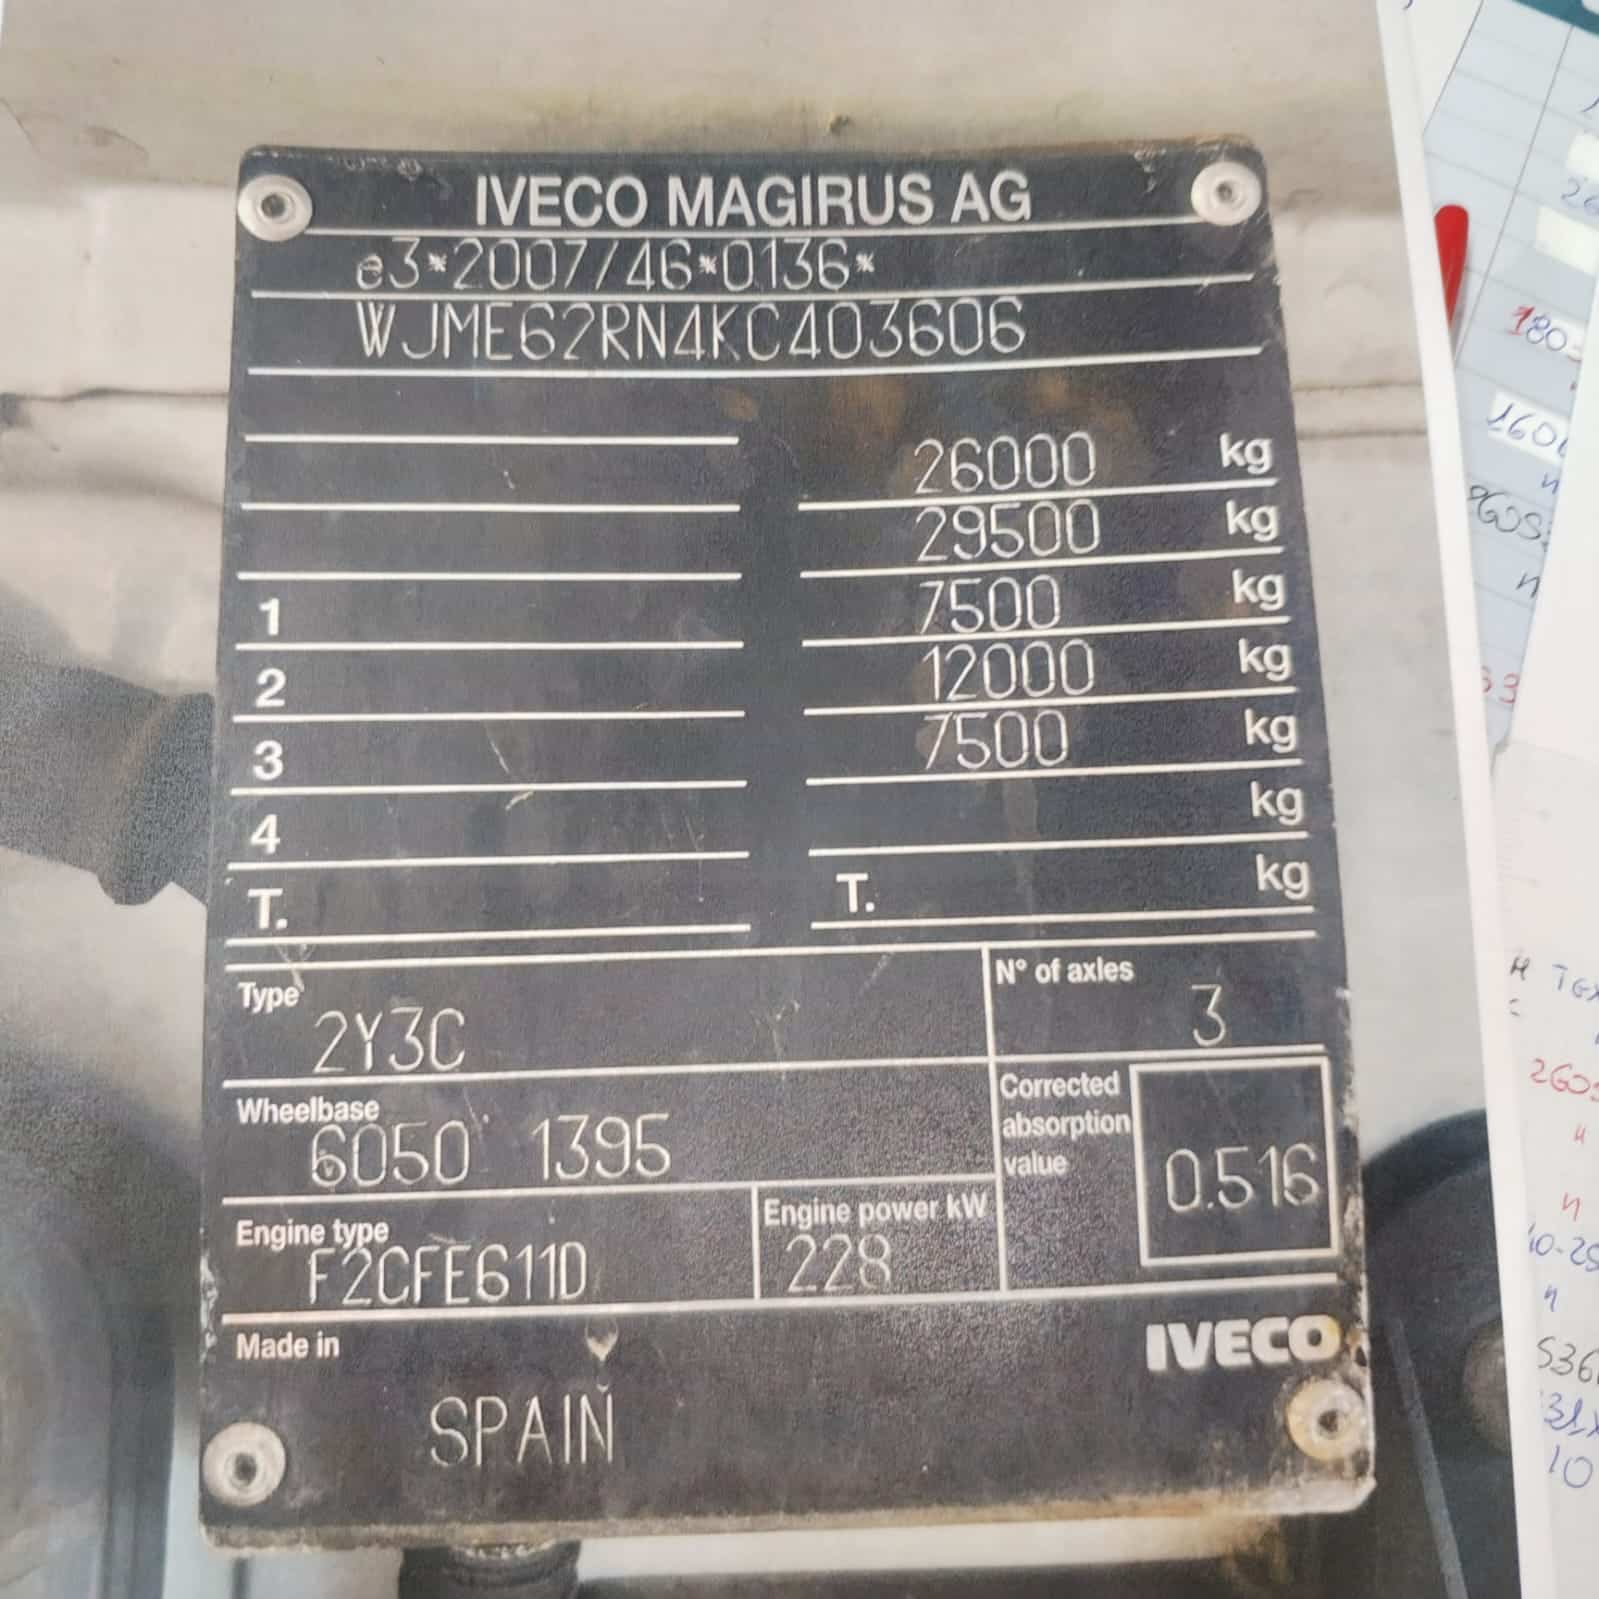 IVECO MAGIRUS AG
e3*2007/46*0136*
WJME62RN4KC403606
26000 kg
29500 kg
1 7500 kg
2 12000 kg
3 7500 kg
4 kg
T. T. kg
Type 2Y3C
N° of axles 3
Wheelbase 6050 1395
Corrected absorption value 0.516
Engine type F2CFE611D
Engine power kW 228
Made in SPAIN
IVECO